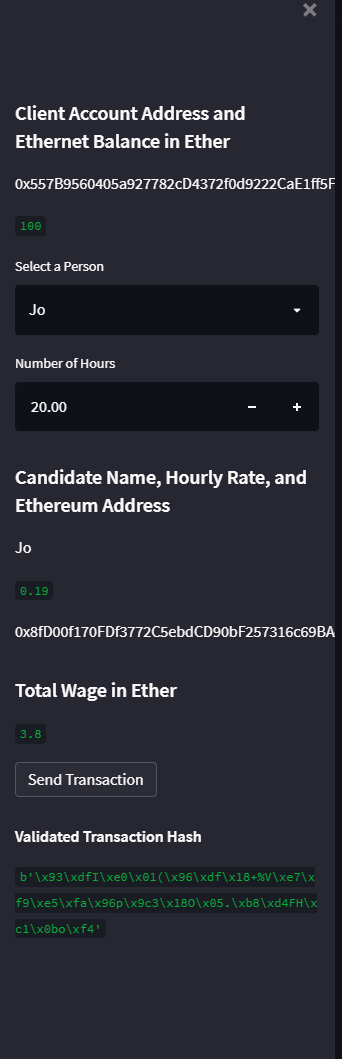 Client Account Address and
Ethernet Balance in Ether
0x557B9560405a927782cD4372f0d9222CaE1ff5F
100
Select a Person
Jo
Number of Hours
20.00
Candidate Name, Hourly Rate, and
Ethereum Address
Jo
0.19
0x8fD00f170FDf3772C5ebdCD90bF257316c69BA
Total Wage in Ether
3.8
Send Transaction
Validated Transaction Hash
b'\x93\xdfI\xe0\x01(\x96\xdf\x18+%V\xe7\x
f9\xe5\xfa\x96p\x9c3\x18O\x05.\xb8\xd4FH\x
c1\x0bo\xf4'